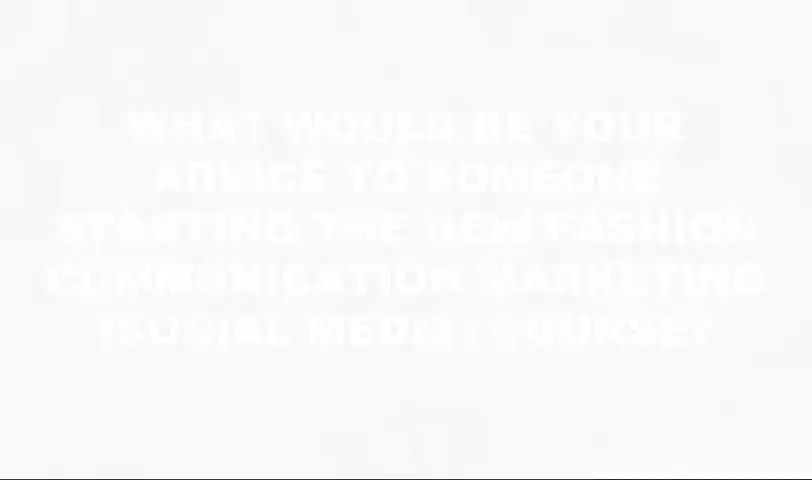 WHAT WOULD BE YOUR
ADVICE TO SOMEONE
STARTING THE NEW FASHION
COMMUNICATION MARKETING
(SOCIAL MEDIA) COURSE?